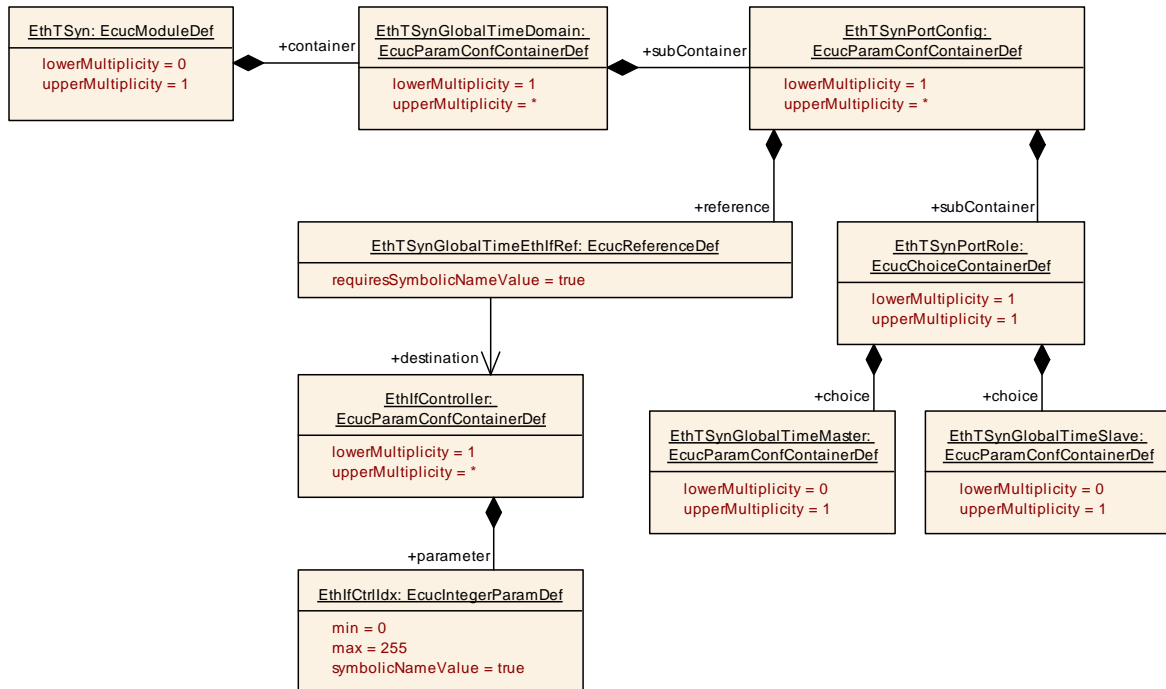 EthTSyn: EcucModuleDef
lowerMultiplicity = 0
upperMultiplicity = 1
+container
EthTSynGlobalTimeDomain:
EcucParamConfContainerDef
lowerMultiplicity = 1
upperMultiplicity = *
+subContainer
EthTSynPortConfig:
EcucParamConfContainerDef
lowerMultiplicity = 1
upperMultiplicity = *
+reference
+subContainer
EthTSynGlobalTimeEthIfRef: EcucReferenceDef
requiresSymbolicNameValue = true
EthTSynPortRole:
EcucChoiceContainerDef
lowerMultiplicity = 1
upperMultiplicity = 1
+destination
EthIfController:
EcucParamConfContainerDef
lowerMultiplicity = 1
upperMultiplicity = *
+choice
+choice
EthTSynGlobalTimeMaster:
EcucParamConfContainerDef
lowerMultiplicity = 0
upperMultiplicity = 1
EthTSynGlobalTimeSlave:
EcucParamConfContainerDef
lowerMultiplicity = 0
upperMultiplicity = 1
+parameter
EthIfCtrlIdx: EcucIntegerParamDef
min = 0
max = 255
symbolicNameValue = true